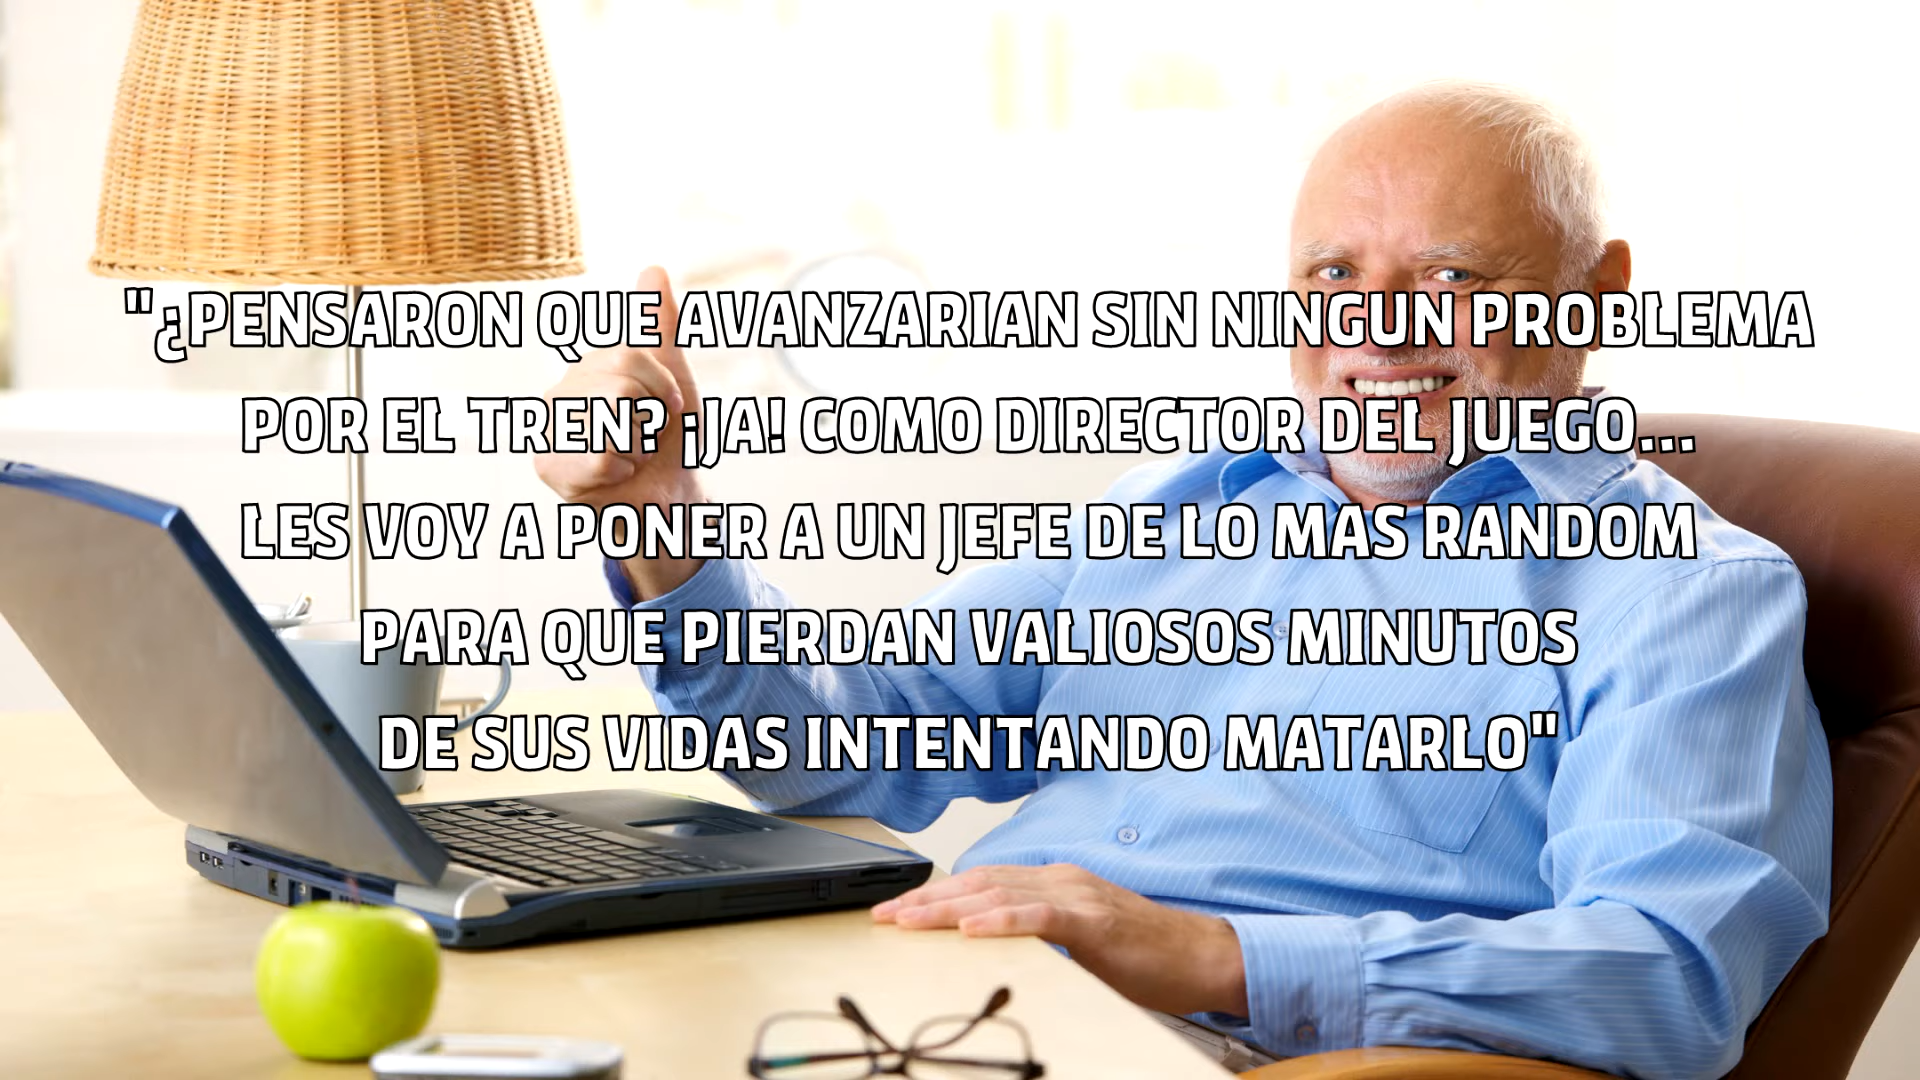 "¿PENSARON QUE AVANZARIAN SIN NINGUN PROBLEMA
POR EL TREN? ¡JA! COMO DIRECTOR DEL JUEGO...
LES VOY A PONER A UN JEFE DE LO MAS RANDOM
PARA QUE PIERDAN VALIOSOS MINUTOS
DE SUS VIDAS INTENTANDO MATARLO"